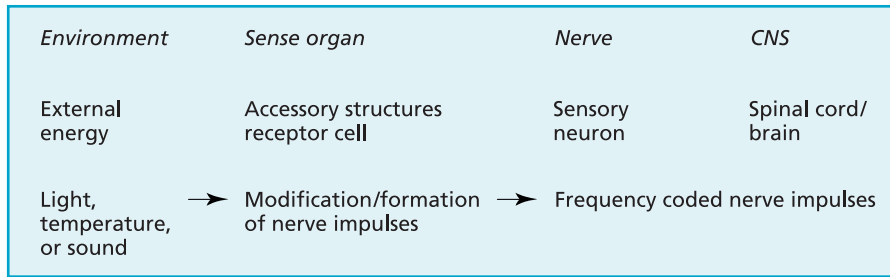 Environment Sense organ Nerve CNS
External Accessory structures Sensory Spinal cord/
energy receptor cell neuron brain
Light, → Modification/formation → Frequency coded nerve impulses
temperature, of nerve impulses
or sound